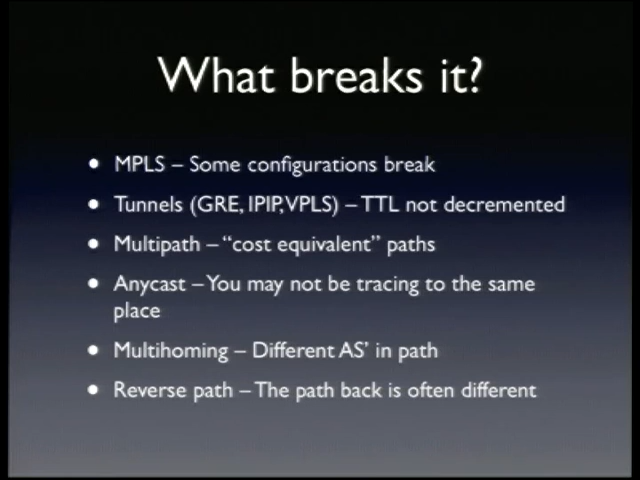 What breaks it?
• MPLS – Some configurations break
• Tunnels (GRE, IPIP, VPLS) – TTL not decremented
• Multipath – “cost equivalent” paths
• Anycast – You may not be tracing to the same
place
• Multihoming – Different AS’ in path
• Reverse path – The path back is often different